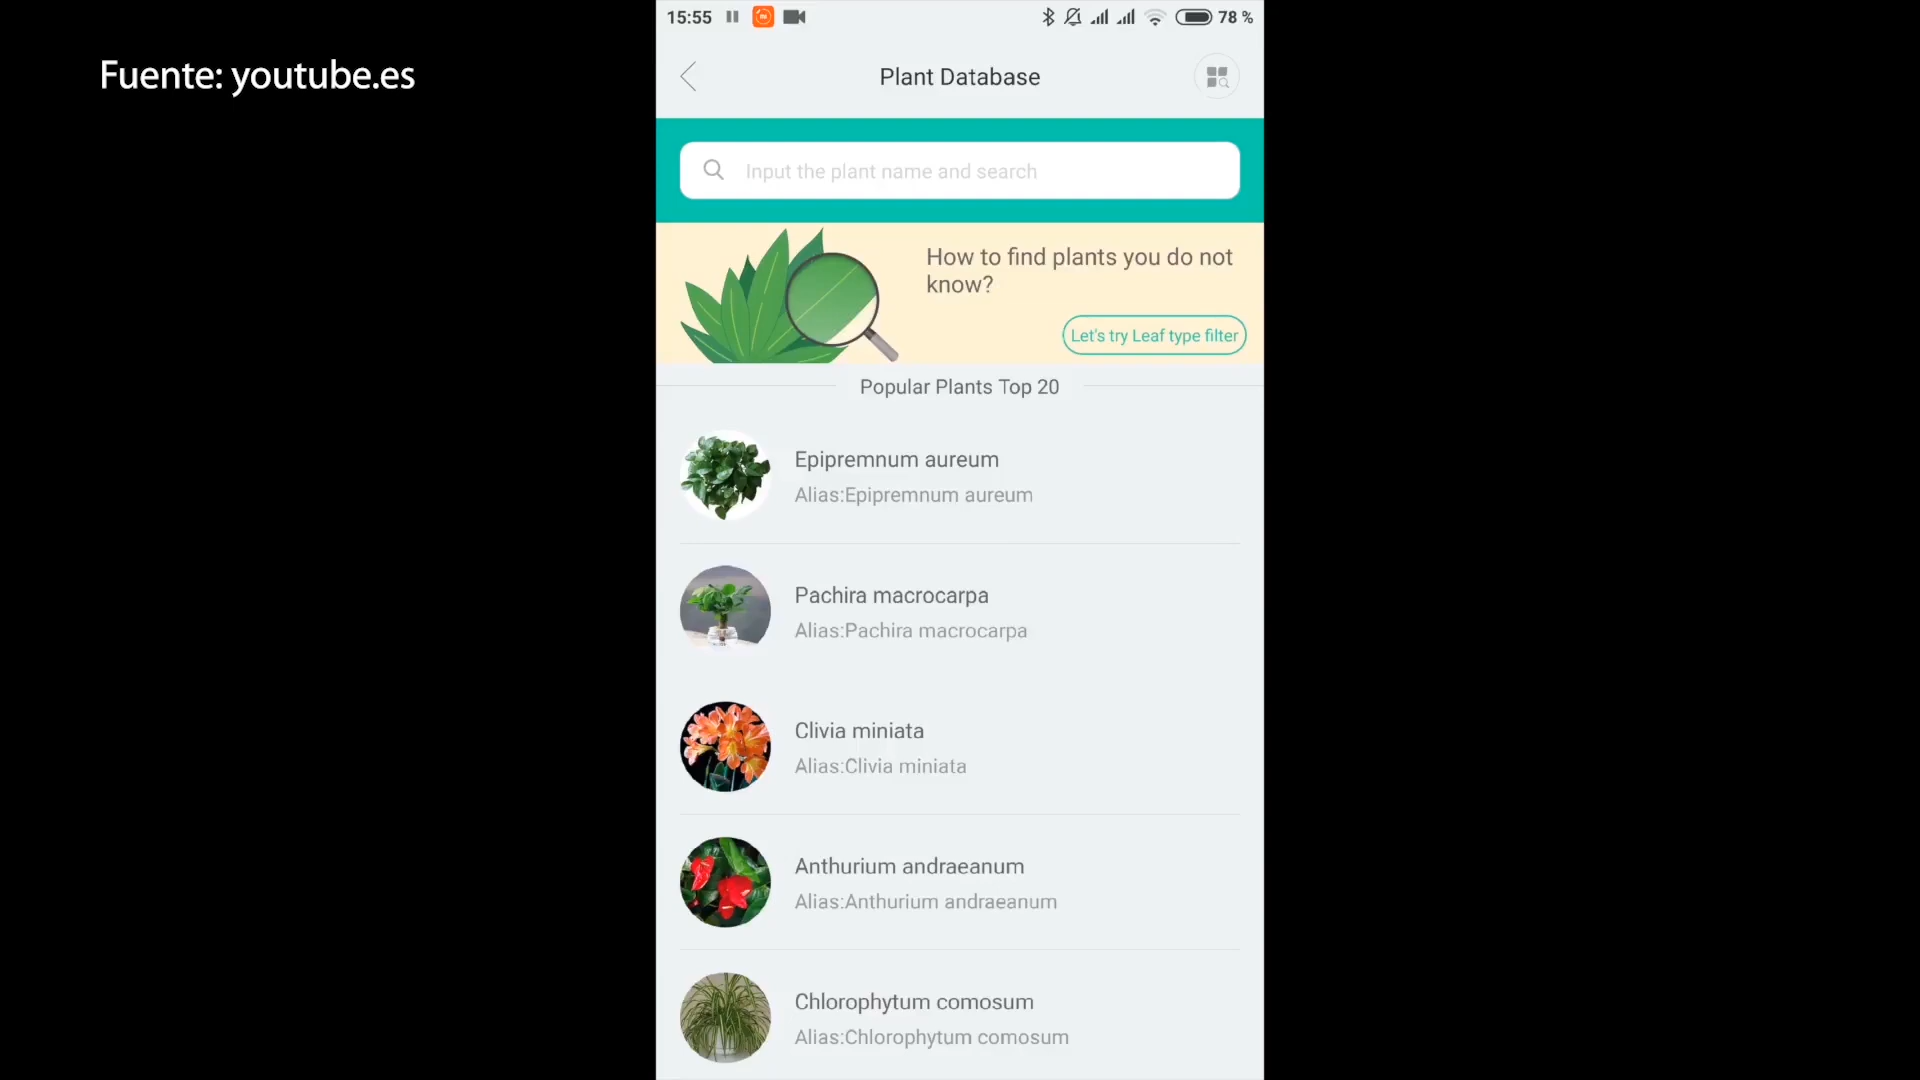 Fuente: youtube.es
15:55
78 %
Plant Database
Input the plant name and search
How to find plants you do not
know?
Let's try Leaf type filter
Popular Plants Top 20
Epipremnum aureum
Alias:Epipremnum aureum
Pachira macrocarpa
Alias:Pachira macrocarpa
Clivia miniata
Alias:Clivia miniata
Anthurium andraeanum
Alias:Anthurium andraeanum
Chlorophytum comosum
Alias:Chlorophytum comosum